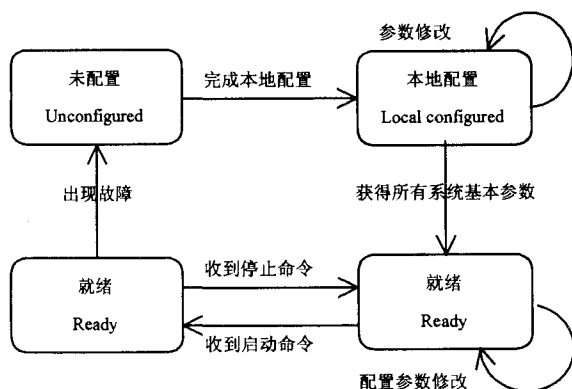 参数修改
未配置
Unconfigured
完成本地配置
本地配置
Local configured
出现故障
获得所有系统基本参数
就绪
Ready
收到停止命令
收到启动命令
就绪
Ready
配置参数修改